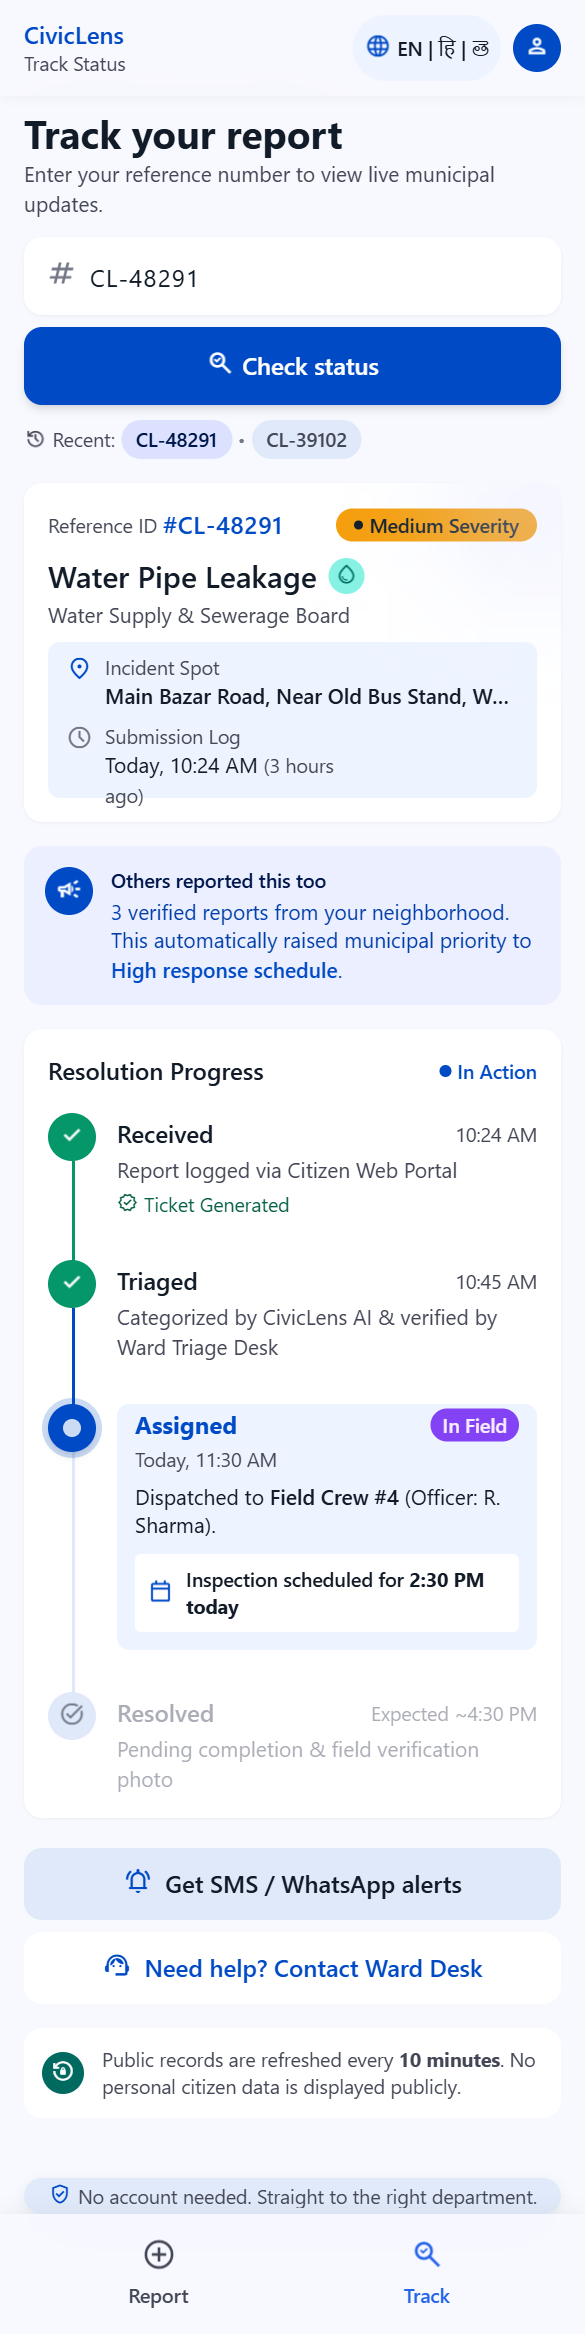 CivicLens
Track Status
EN | हि | ळ
Track your report
Enter your reference number to view live municipal
updates.
# CL-48291
Check status
Recent: CL-48291 • CL-39102
Reference ID #CL-48291
Medium Severity
Water Pipe Leakage
Water Supply & Sewerage Board
Incident Spot
Main Bazar Road, Near Old Bus Stand, W...
Submission Log
Today, 10:24 AM (3 hours
ago)
Others reported this too
3 verified reports from your neighborhood.
This automatically raised municipal priority to
High response schedule.
Resolution Progress
In Action
Received 10:24 AM
Report logged via Citizen Web Portal
Ticket Generated
Triaged 10:45 AM
Categorized by CivicLens AI & verified by
Ward Triage Desk
Assigned In Field
Today, 11:30 AM
Dispatched to Field Crew #4 (Officer: R.
Sharma).
Inspection scheduled for 2:30 PM
today
Resolved Expected ~4:30 PM
Pending completion & field verification
photo
Get SMS / WhatsApp alerts
Need help? Contact Ward Desk
Public records are refreshed every 10 minutes. No
personal citizen data is displayed publicly.
No account needed. Straight to the right department.
Report Track